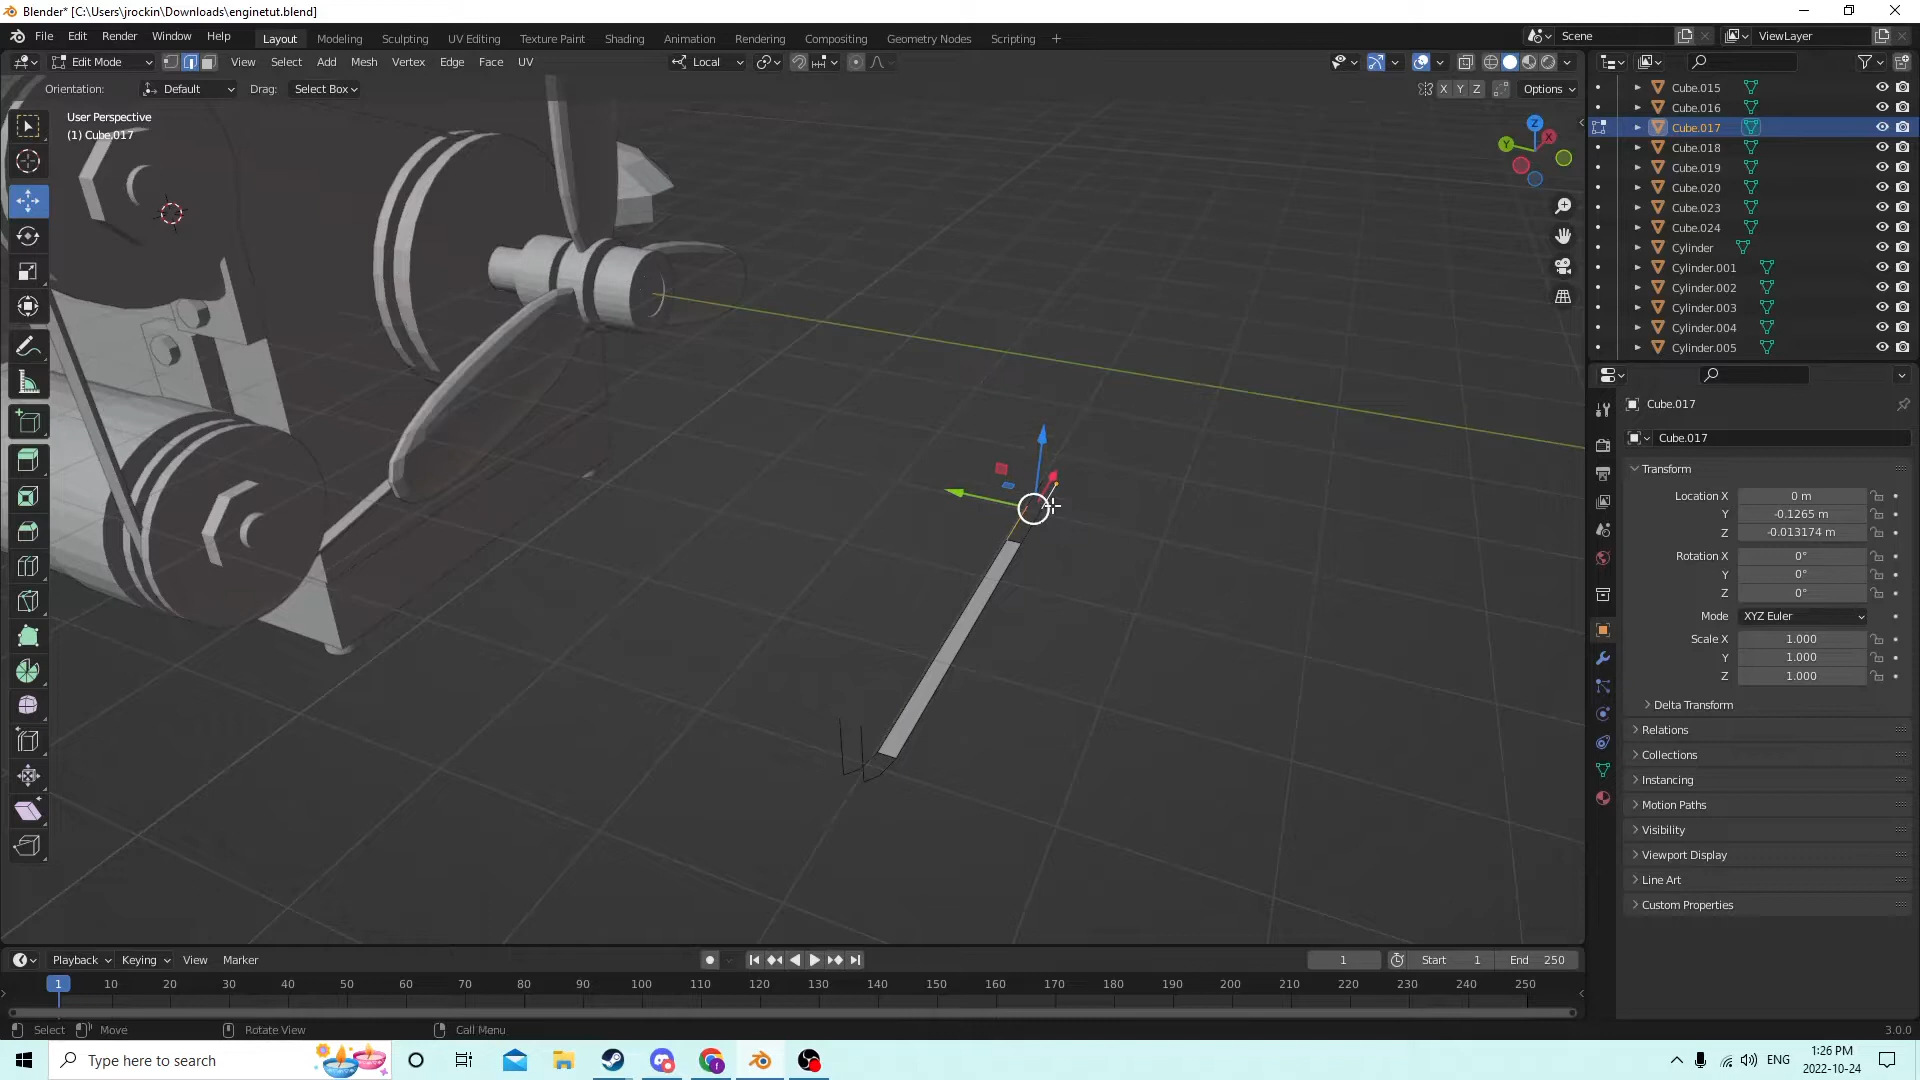 Blender* [C:\Users\jrockin\Downloads\enginetut.blend]
File Edit Render Window Help
Layout Modeling Sculpting UV Editing Texture Paint Shading Animation Rendering Compositing Geometry Nodes Scripting +
Scene
ViewLayer
Edit Mode View Select Add Mesh Vertex Edge Face UV
Local
Orientation: Default Drag: Select Box
X Y Z Options
User Perspective
(1) Cube.017
Z
X
Y
Cube.015
Cube.016
Cube.017
Cube.018
Cube.019
Cube.020
Cube.023
Cube.024
Cylinder
Cylinder.001
Cylinder.002
Cylinder.003
Cylinder.004
Cylinder.005
Cube.017
Cube.017
Transform
Location X 0 m
Y -0.1265 m
Z -0.013174 m
Rotation X 0°
Y 0°
Z 0°
Mode XYZ Euler
Scale X 1.000
Y 1.000
Z 1.000
Delta Transform
Relations
Collections
Instancing
Motion Paths
Visibility
Viewport Display
Line Art
Custom Properties
Playback Keying View Marker
1 Start 1 End 250
1 10 20 30 40 50 60 70 80 90 100 110 120 130 140 150 160 170 180 190 200 210 220 230 240 250
Select Move Rotate View Call Menu
3.0.0
Type here to search
ENG
1:26 PM
2022-10-24